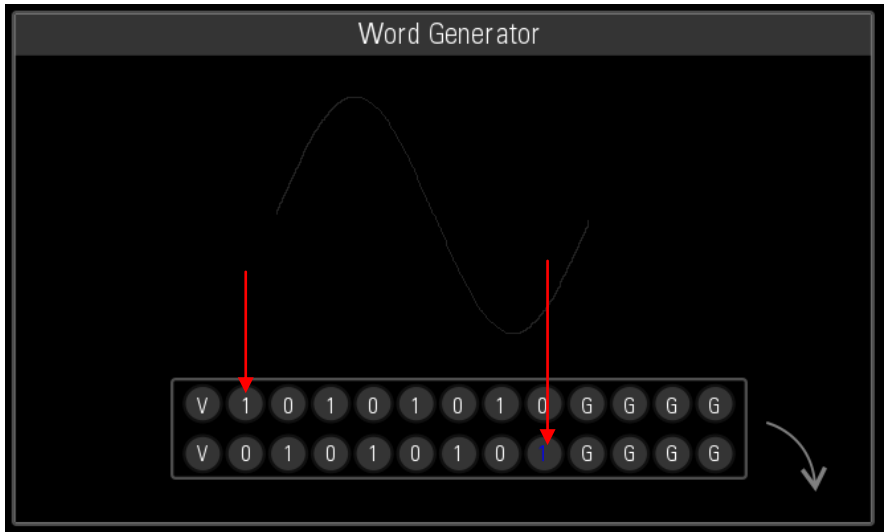 Word Generator
V 1 0 1 0 1 0 1 0 G G G G
V 0 1 0 1 0 1 0 1 G G G G